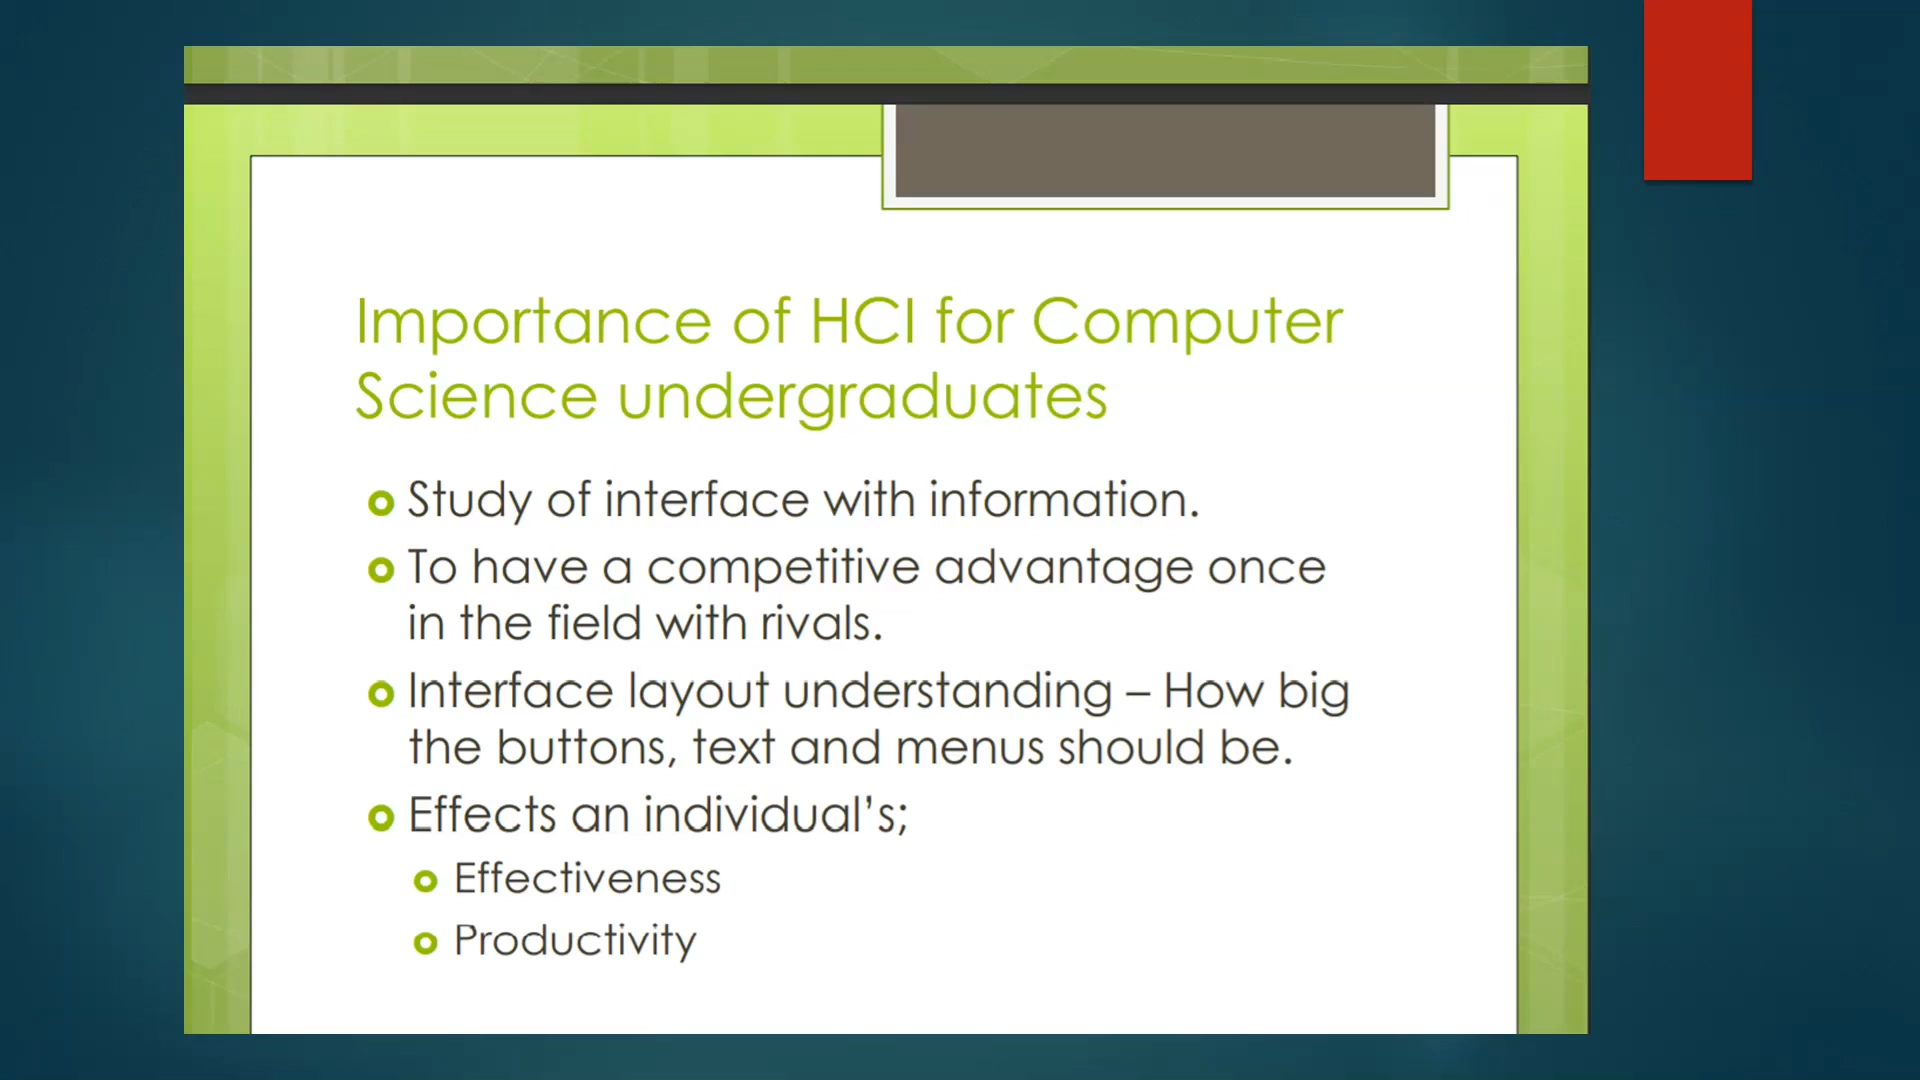 Importance of HCI for Computer
Science undergraduates
Study of interface with information.
To have a competitive advantage once
in the field with rivals.
Interface layout understanding – How big
the buttons, text and menus should be.
Effects an individual’s;
Effectiveness
Productivity